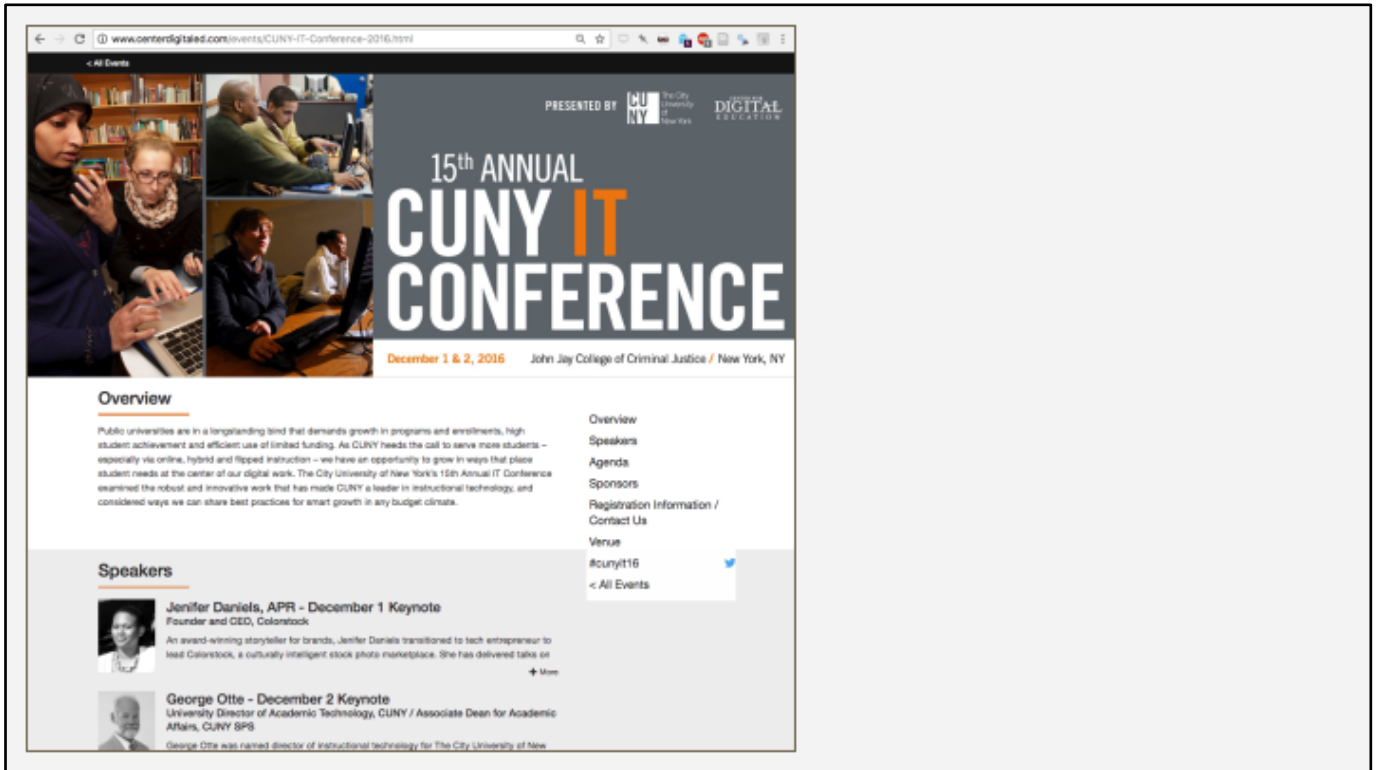 www.centerdigitaled.com/events/CUNY-IT-Conference-2016.html
< All Events
PRESENTED BY
CU
NY
The City
University
of
New York
CENTER FOR
DIGITAL
EDUCATION
15th ANNUAL
CUNY IT
CONFERENCE
December 1 & 2, 2016 John Jay College of Criminal Justice / New York, NY
Overview
Public universities are in a longstanding bind that demands growth in programs and enrollments, high
student achievement and efficient use of limited funding. As CUNY heeds the call to serve more students –
especially via online, hybrid and flipped instruction – we have an opportunity to grow in ways that place
student needs at the center of our digital work. The City University of New York's 15th Annual IT Conference
examined the robust and innovative work that has made CUNY a leader in instructional technology, and
considered ways we can share best practices for smart growth in any budget climate.
Overview
Speakers
Agenda
Sponsors
Registration Information /
Contact Us
Venue
#cunyit16
< All Events
Speakers
Jenifer Daniels, APR - December 1 Keynote
Founder and CEO, Colorstock
An award-winning storyteller for brands, Jenifer Daniels transitioned to tech entrepreneur to
lead Colorstock, a culturally intelligent stock photo marketplace. She has delivered talks on
+ More
George Otte - December 2 Keynote
University Director of Academic Technology, CUNY / Associate Dean for Academic
Affairs, CUNY SPS
George Otte was named director of instructional technology for The City University of New